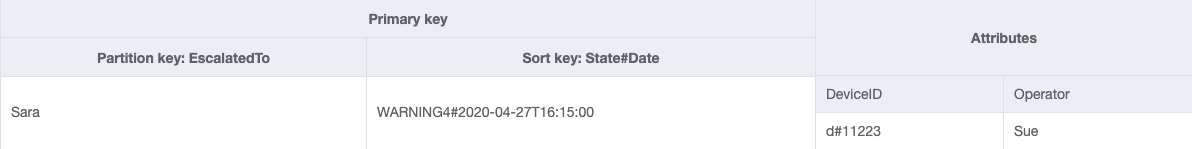 Primary key
Attributes
Partition key: EscalatedTo
Sort key: State#Date
DeviceID
Operator
Sara
WARNING4#2020-04-27T16:15:00
d#11223
Sue